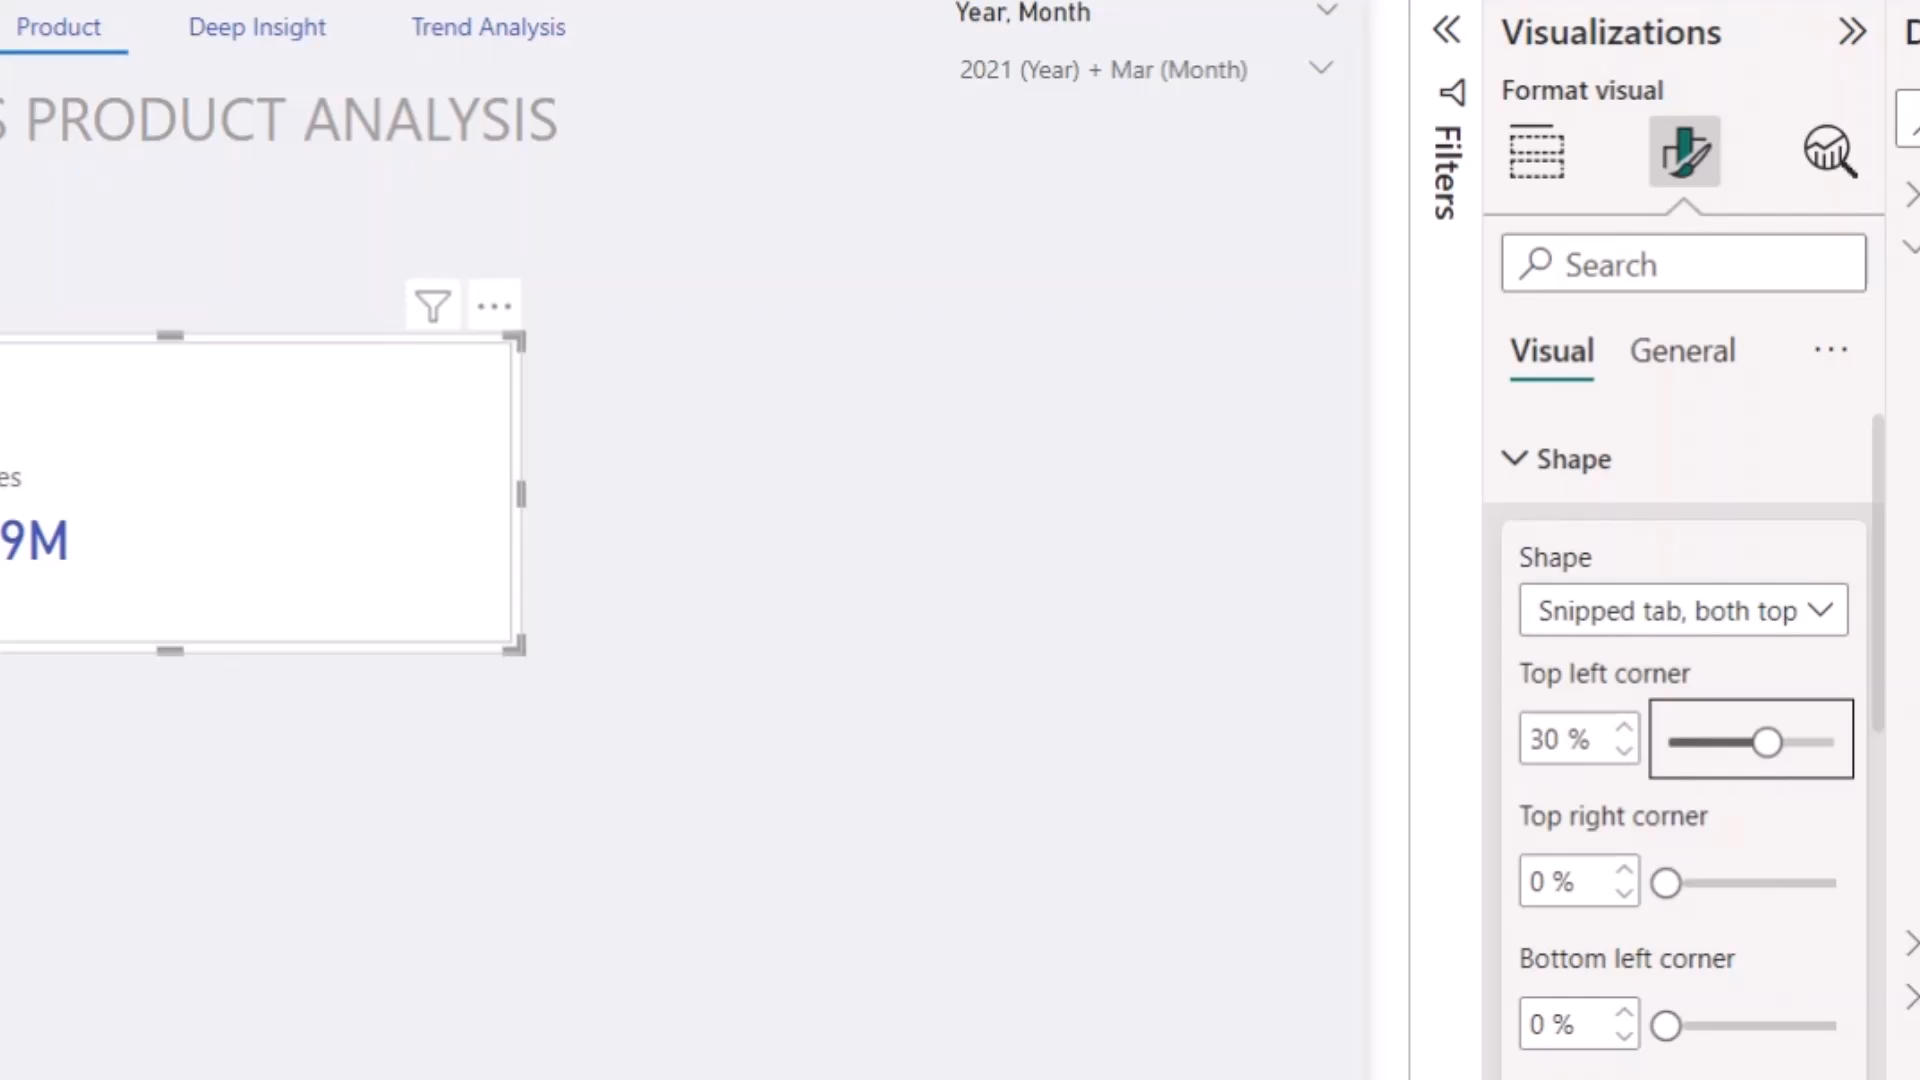 Product
Deep Insight
Trend Analysis
Year, Month
2021 (Year) + Mar (Month)
PRODUCT ANALYSIS
es
9M
Filters
Visualizations
Format visual
Search
Visual
General
Shape
Shape
Snipped tab, both top
Top left corner
30 %
Top right corner
0 %
Bottom left corner
0 %